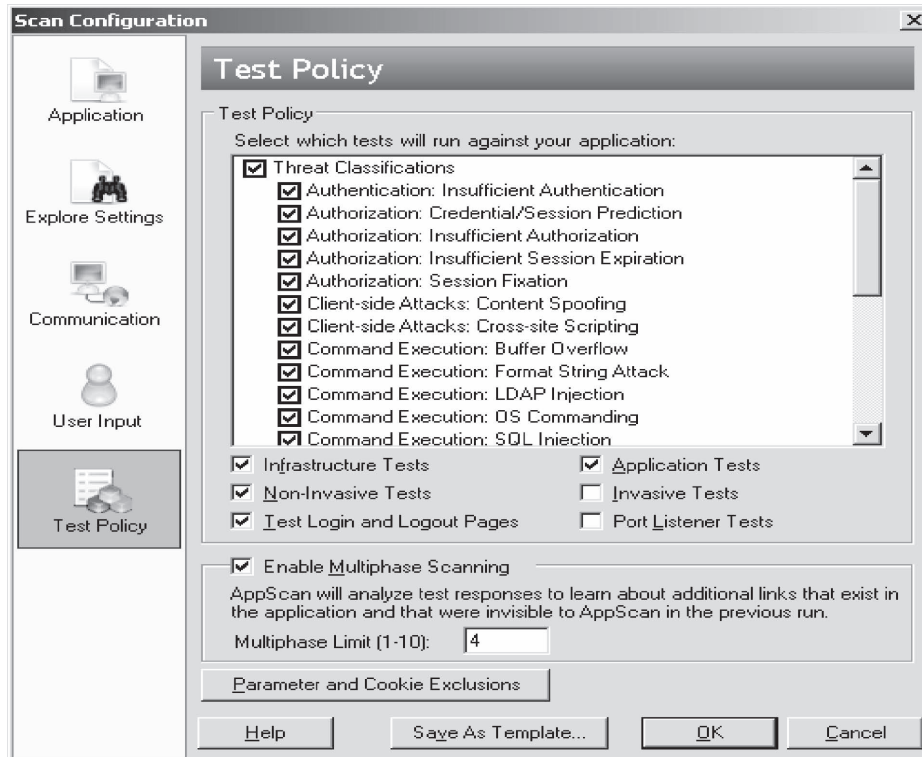 Scan Configuration
Application
Explore Settings
Communication
User Input
Test Policy
Test Policy
Test Policy
Select which tests will run against your application:
Threat Classifications
Authentication: Insufficient Authentication
Authorization: Credential/Session Prediction
Authorization: Insufficient Authorization
Authorization: Insufficient Session Expiration
Authorization: Session Fixation
Client-side Attacks: Content Spoofing
Client-side Attacks: Cross-site Scripting
Command Execution: Buffer Overflow
Command Execution: Format String Attack
Command Execution: LDAP Injection
Command Execution: OS Commanding
Command Execution: SQL Injection
Infrastructure Tests
Application Tests
Non-Invasive Tests
Invasive Tests
Test Login and Logout Pages
Port Listener Tests
Enable Multiphase Scanning
AppScan will analyze test responses to learn about additional links that exist in
the application and that were invisible to AppScan in the previous run.
Multiphase Limit (1-10): 4
Parameter and Cookie Exclusions
Help
Save As Template...
OK
Cancel